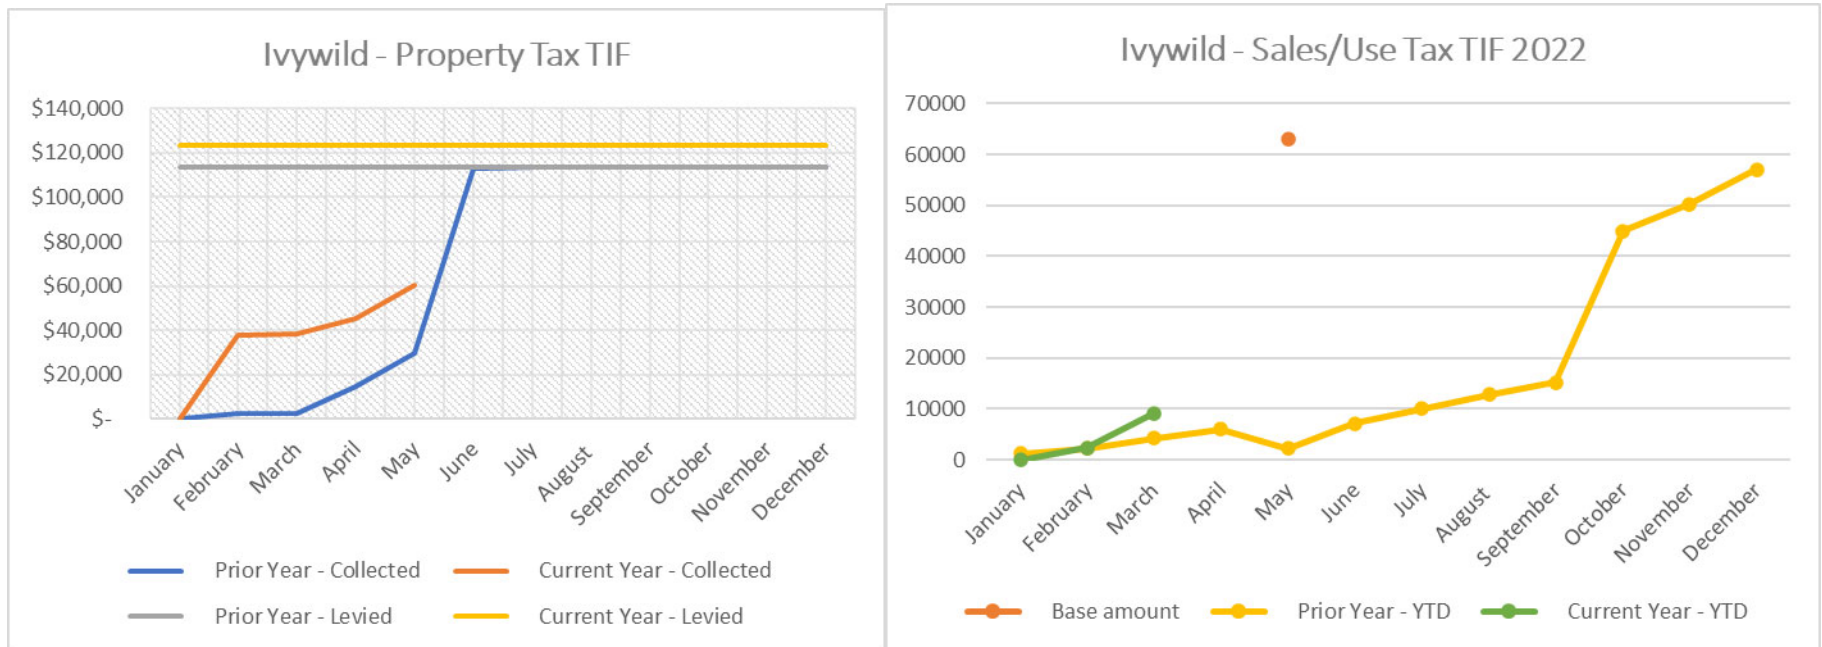 Ivywild - Property Tax TIF
$140,000
$120,000
$100,000
$80,000
$60,000
$40,000
$20,000
$-
January
February
March
April
May
June
July
August
September
October
November
December
Prior Year - Collected
Current Year - Collected
Prior Year - Levied
Current Year - Levied
Ivywild - Sales/Use Tax TIF 2022
70000
60000
50000
40000
30000
20000
10000
0
January
February
March
April
May
June
July
August
September
October
November
December
Base amount
Prior Year - YTD
Current Year - YTD